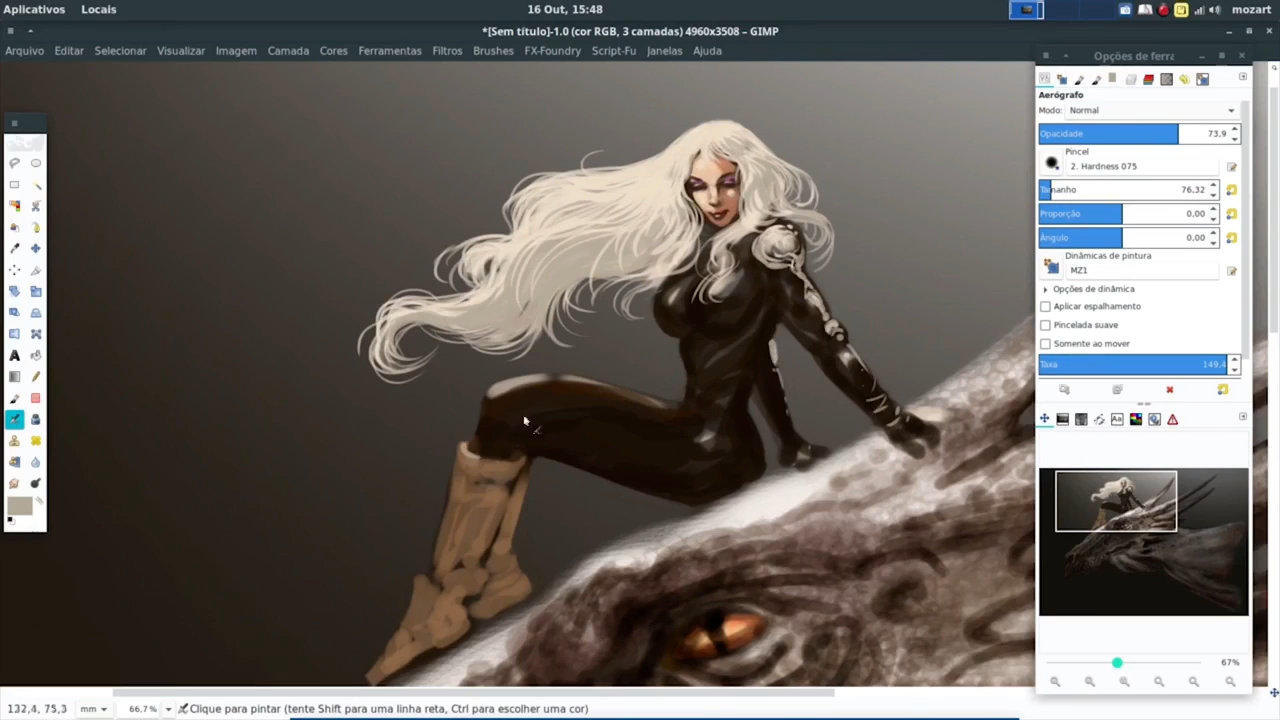 Aplicativos Locais 16 Out, 15:48 mozart
*[Sem título]-1.0 (cor RGB, 3 camadas) 4960x3508 – GIMP
Arquivo Editar Selecionar Visualizar Imagem Camada Cores Ferramentas Filtros Brushes FX-Foundry Script-Fu Janelas Ajuda
Opções de ferra
Aerógrafo
Modo: Normal
Opacidade 73,9
Pincel
2. Hardness 075
Tamanho 76,32
Proporção 0,00
Ângulo 0,00
Dinâmicas de pintura
MZ1
Opções de dinâmica
Aplicar espalhamento
Pincelada suave
Somente ao mover
Taxa 149,4
67%
132,4, 75,3 mm 66,7% Clique para pintar (tente Shift para uma linha reta, Ctrl para escolher uma cor)